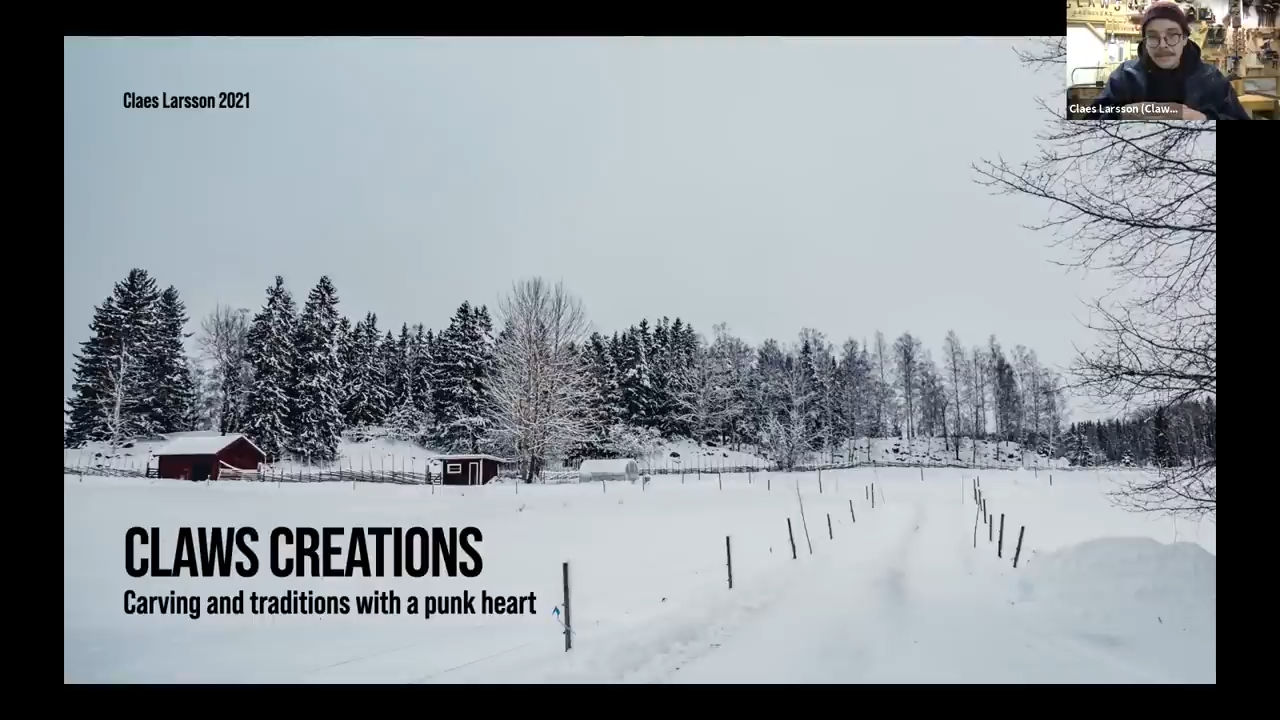 Claes Larsson 2021
Claes Larsson (Claw...
CLAWS CREATIONS
Carving and traditions with a punk heart